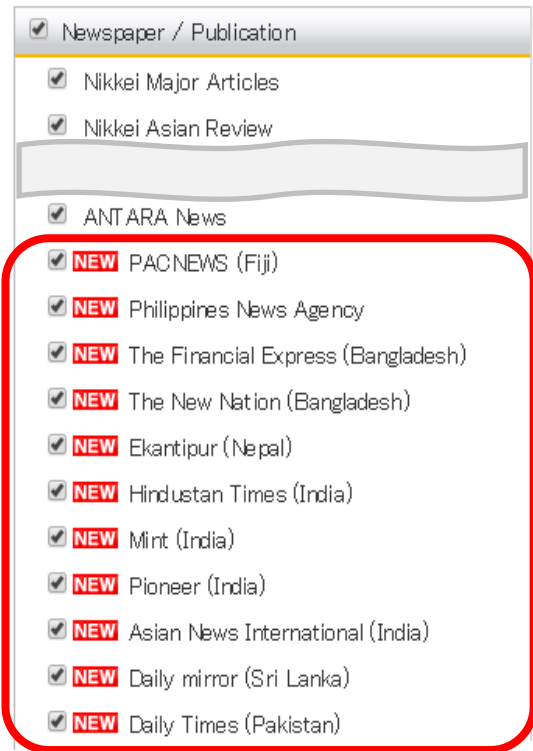 Newspaper / Publication
Nikkei Major Articles
Nikkei Asian Review
ANTARA News
NEW PACNEWS (Fiji)
NEW Philippines News Agency
NEW The Financial Express (Bangladesh)
NEW The New Nation (Bangladesh)
NEW Ekantipur (Nepal)
NEW Hindustan Times (India)
NEW Mint (India)
NEW Pioneer (India)
NEW Asian News International (India)
NEW Daily mirror (Sri Lanka)
NEW Daily Times (Pakistan)